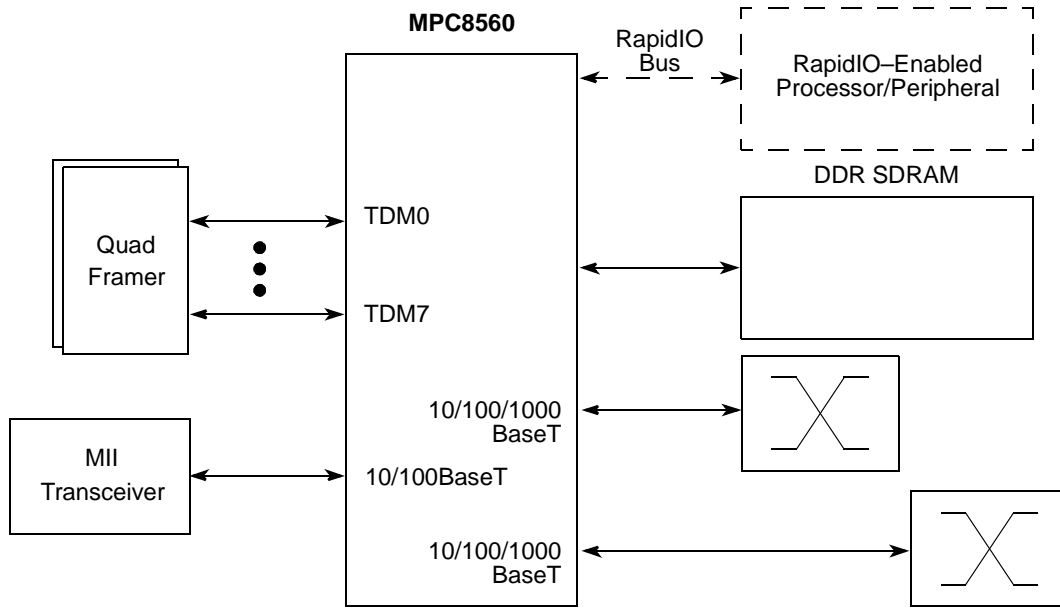 MPC8560
RapidIO
Bus
RapidIO–Enabled
Processor/Peripheral
DDR SDRAM
Quad
Framer
TDM0
TDM7
10/100/1000
BaseT
MII
Transceiver
10/100BaseT
10/100/1000
BaseT